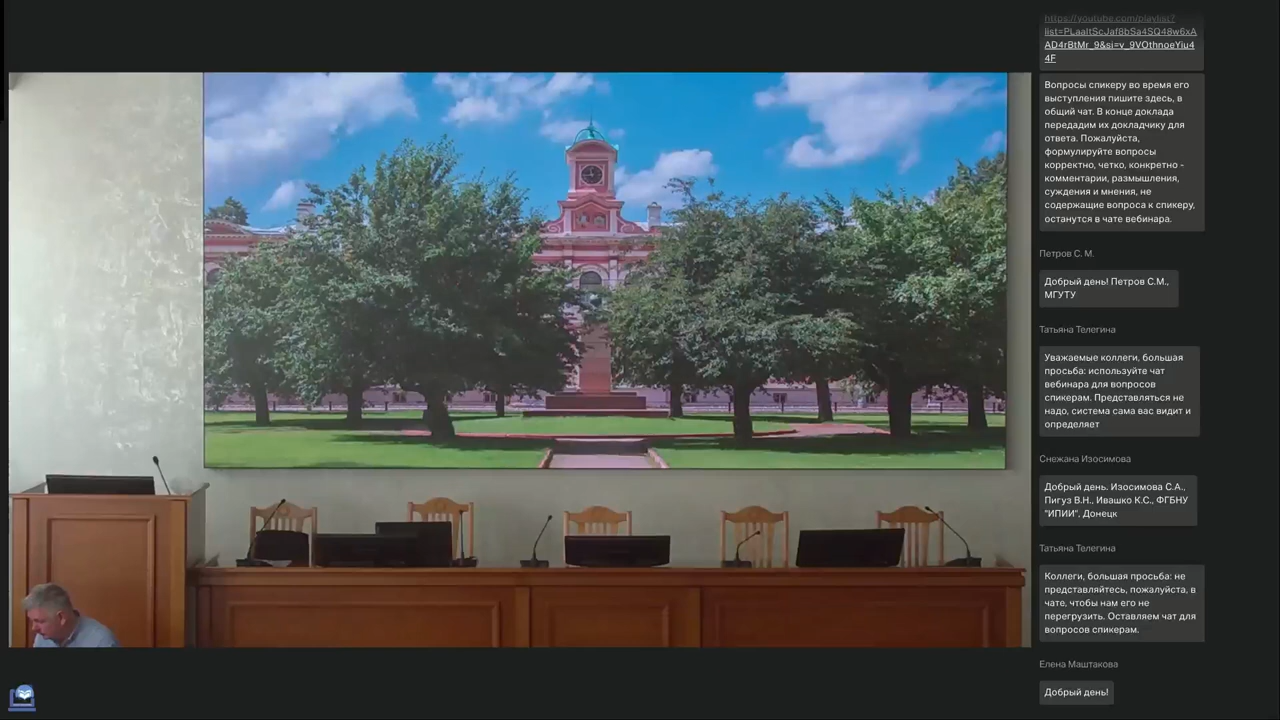 https://youtube.com/playlist?
list=PLaaItScJaf8bSa4SQ48w6xA
AD4rBtMr_9&si=v_9VOthnoeYiu4
4F
Вопросы спикеру во время его
выступления пишите здесь, в
общий чат. В конце доклада
передадим их докладчику для
ответа. Пожалуйста,
формулируйте вопросы
корректно, четко, конкретно -
комментарии, размышления,
суждения и мнения, не
содержащие вопроса к спикеру,
останутся в чате вебинара.
Петров С. М.
Добрый день! Петров С.М.,
МГУТУ
Татьяна Телегина
Уважаемые коллеги, большая
просьба: используйте чат
вебинара для вопросов
спикерам. Представляться не
надо, система сама вас видит и
определяет
Снежана Изосимова
Добрый день. Изосимова С.А.,
Пигуз В.Н., Ивашко К.С., ФГБНУ
"ИПИИ", Донецк
Татьяна Телегина
Коллеги, большая просьба: не
представляйтесь, пожалуйста, в
чате, чтобы нам его не
перегрузить. Оставляем чат для
вопросов спикерам.
Елена Маштакова
Добрый день!